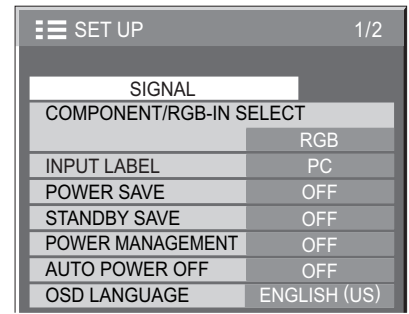 SET UP 1/2
SIGNAL
COMPONENT/RGB-IN SELECT
RGB
INPUT LABEL PC
POWER SAVE OFF
STANDBY SAVE OFF
POWER MANAGEMENT OFF
AUTO POWER OFF OFF
OSD LANGUAGE ENGLISH (US)